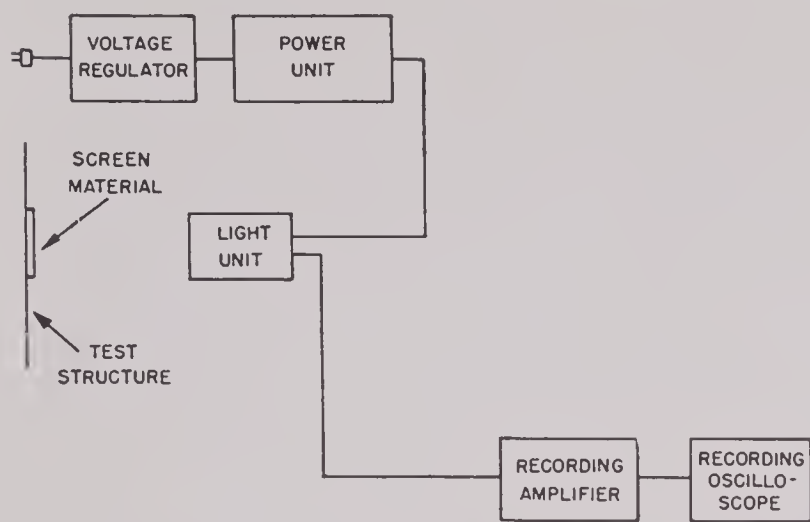 VOLTAGE
REGULATOR
POWER
UNIT
SCREEN
MATERIAL
LIGHT
UNIT
TEST
STRUCTURE
RECORDING
AMPLIFIER
RECORDING
OSCILLO-
SCOPE